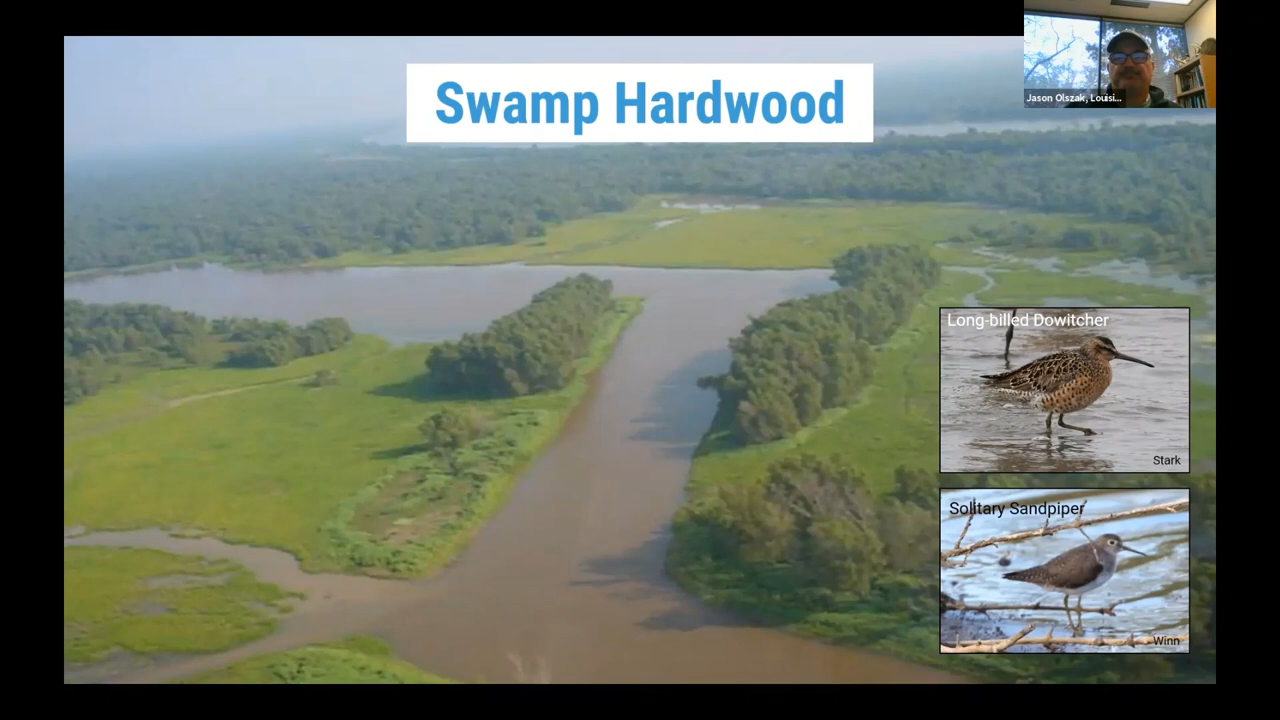 Swamp Hardwood
Jason Olszak, Louisi...
Long-billed Dowitcher
Stark
Solitary Sandpiper
Winn